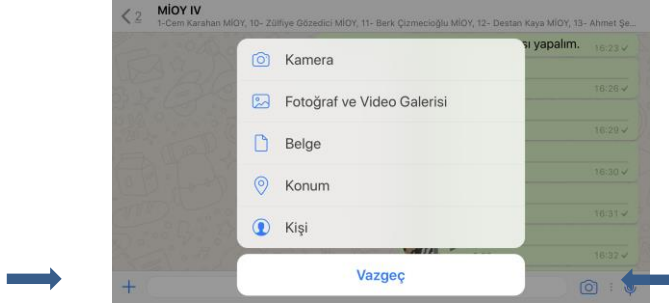 2
MİOY IV
1-Cem Karahan MİOY, 10- Zülfiye Gözedici MİOY, 11- Berk Çizmecioğlu MİOY, 12- Destan Kaya MİOY, 13- Ahmet Şe...
sı yapalım. 16:23
16:26
16:29
16:30
16:31
16:32
Kamera
Fotoğraf ve Video Galerisi
Belge
Konum
Kişi
Vazgeç